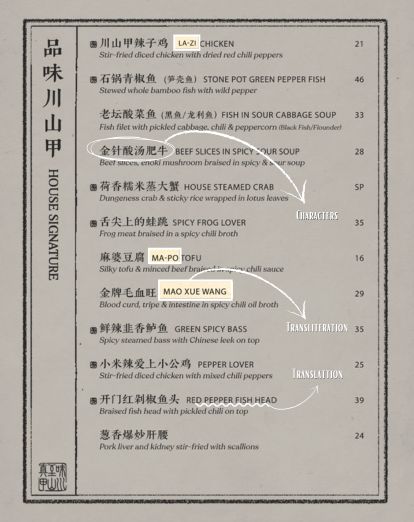 品味川山甲 HOUSE SIGNATURE
川山甲辣子鸡 LA-ZI CHICKEN 21
Stir-fried diced chicken with dried red chili peppers
石锅青椒鱼 (笋壳鱼) STONE POT GREEN PEPPER FISH 46
Stewed whole bamboo fish with wild pepper
老坛酸菜鱼 (黑鱼/龙利鱼) FISH IN SOUR CABBAGE SOUP 33
Fish filet with pickled cabbage, chili & peppercorn (Black Fish/Flounder)
金针酸汤肥牛 BEEF SLICES IN SPICY SOUR SOUP 28
Beef slices, enoki mushroom braised in spicy & sour soup
荷香糯米蒸大蟹 HOUSE STEAMED CRAB SP
Dungeness crab & sticky rice wrapped in lotus leaves
CHARACTERS
舌尖上的蛙跳 SPICY FROG LOVER 35
Frog meat braised in a spicy chili broth
麻婆豆腐 MA-PO TOFU 16
Silky tofu & minced beef braised in spicy chili sauce
金牌毛血旺 MAO XUE WANG 29
Blood curd, tripe & intestine in spicy chili oil broth
TRANSLITERATION
鲜辣韭香鲈鱼 GREEN SPICY BASS 35
Spicy steamed bass with Chinese leek on top
小米辣爱上小公鸡 PEPPER LOVER 25
Stir-fried diced chicken with mixed chili peppers
TRANSLATION
开门红剁椒鱼头 RED PEPPER FISH HEAD 39
Braised fish head with pickled chili on top
葱香爆炒肝腰 24
Pork liver and kidney stir-fried with scallions